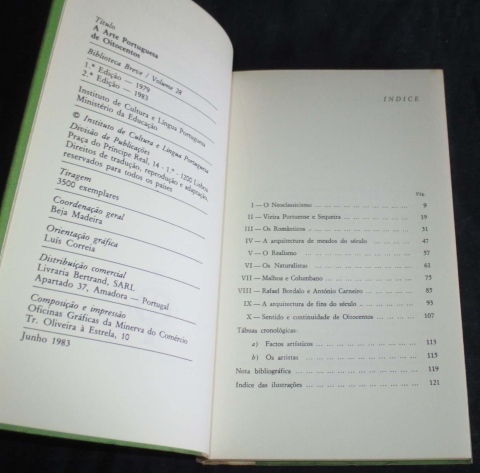 Título
A Arte Portuguesa
de Oitocentos
Biblioteca Breve / Volume 28
1.ª Edição — 1979
2.ª Edição — 1983
Instituto de Cultura e Língua Portuguesa
Ministério da Educação
© Instituto de Cultura e Língua Portuguesa
Divisão de Publicações
Praça do Príncipe Real, 14 - 1.º - 1200 Lisboa
Direitos de tradução, reprodução e adaptação,
reservados para todos os países
Tiragem
3500 exemplares
Coordenação geral
Beja Madeira
Orientação gráfica
Luís Correia
Distribuição comercial
Livraria Bertrand, SARL
Apartado 37, Amadora — Portugal
Composição e impressão
Oficinas Gráficas da Minerva do Comércio
Tr. Oliveira à Estrela, 10
Junho 1983
ÍNDICE
Pág.
I — O Neoclassicismo ... 9
II — Vieira Portuense e Sequeira ... 19
III — Os Românticos ... 31
IV — A arquitectura de meados do século ... 47
V — O Realismo ... 57
VI — Os Naturalistas ... 61
VII — Malhoa e Columbano ... 75
VIII — Rafael Bordalo e António Carneiro ... 85
IX — A arquitectura de fins do século ... 93
X — Sentido e continuidade de Oitocentos ... 107
Tábuas cronológicas:
a) Factos artísticos ... 113
b) Os artistas ... 115
Nota bibliográfica ... 119
Índice das ilustrações ... 121